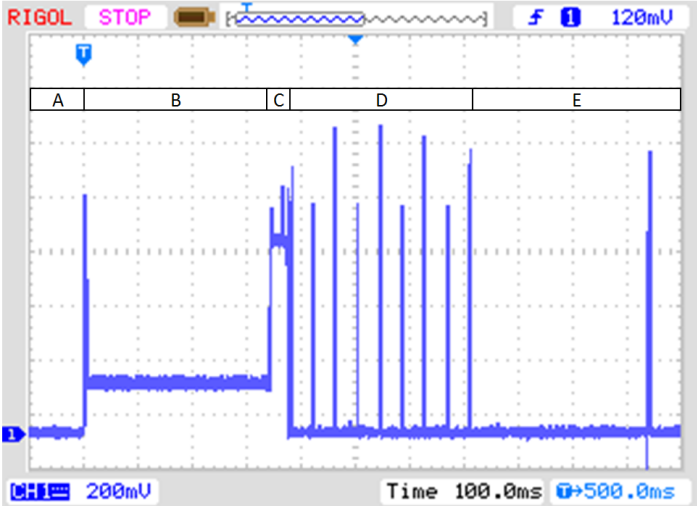 RIGOL STOP T 1 120mV
T
A B C D E
1
CH1 200mV Time 100.0ms T→500.0ms